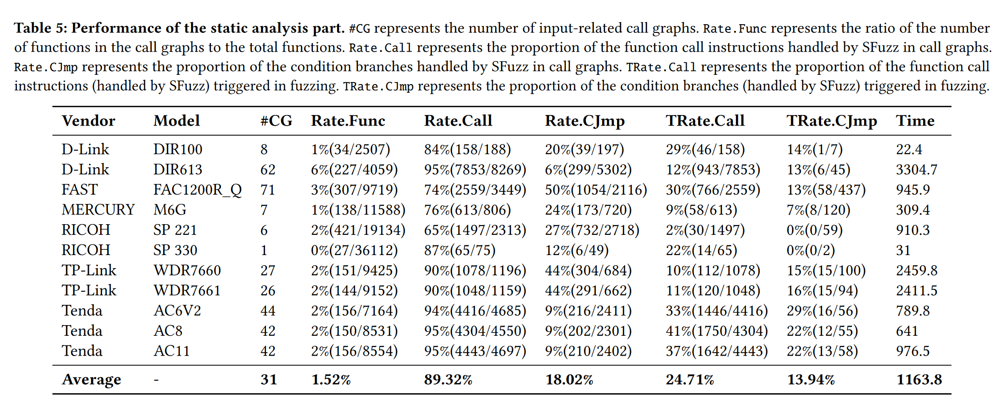 Table 5: Performance of the static analysis part. #CG represents the number of input-related call graphs. Rate.Func represents the ratio of the number
of functions in the call graphs to the total functions. Rate.Call represents the proportion of the function call instructions handled by SFuzz in call graphs.
Rate.CJmp represents the proportion of the condition branches handled by SFuzz in call graphs. TRate.Call represents the proportion of the function call
instructions (handled by SFuzz) triggered in fuzzing. TRate.CJmp represents the proportion of the condition branches (handled by SFuzz) triggered in fuzzing.
Vendor Model #CG Rate.Func Rate.Call Rate.CJmp TRate.Call TRate.CJmp Time
D-Link DIR100 8 1%(34/2507) 84%(158/188) 20%(39/197) 29%(46/158) 14%(1/7) 22.4
D-Link DIR613 62 6%(227/4059) 95%(7853/8269) 6%(299/5302) 12%(943/7853) 13%(6/45) 3304.7
FAST FAC1200R_Q 71 3%(307/9719) 74%(2559/3449) 50%(1054/2116) 30%(766/2559) 13%(58/437) 945.9
MERCURY M6G 7 1%(138/11588) 76%(613/806) 24%(173/720) 9%(58/613) 7%(8/120) 309.4
RICOH SP 221 6 2%(421/19134) 65%(1497/2313) 27%(732/2718) 2%(30/1497) 0%(0/59) 910.3
RICOH SP 330 1 0%(27/36112) 87%(65/75) 12%(6/49) 22%(14/65) 0%(0/2) 31
TP-Link WDR7660 27 2%(151/9425) 90%(1078/1196) 44%(304/684) 10%(112/1078) 15%(15/100) 2459.8
TP-Link WDR7661 26 2%(144/9152) 90%(1048/1159) 44%(291/662) 11%(120/1048) 16%(15/94) 2411.5
Tenda AC6V2 44 2%(156/7164) 94%(4416/4685) 9%(216/2411) 33%(1446/4416) 29%(16/56) 789.8
Tenda AC8 42 2%(150/8531) 95%(4304/4550) 9%(202/2301) 41%(1750/4304) 22%(12/55) 641
Tenda AC11 42 2%(156/8554) 95%(4443/4697) 9%(210/2402) 37%(1642/4443) 22%(13/58) 976.5
Average - 31 1.52% 89.32% 18.02% 24.71% 13.94% 1163.8